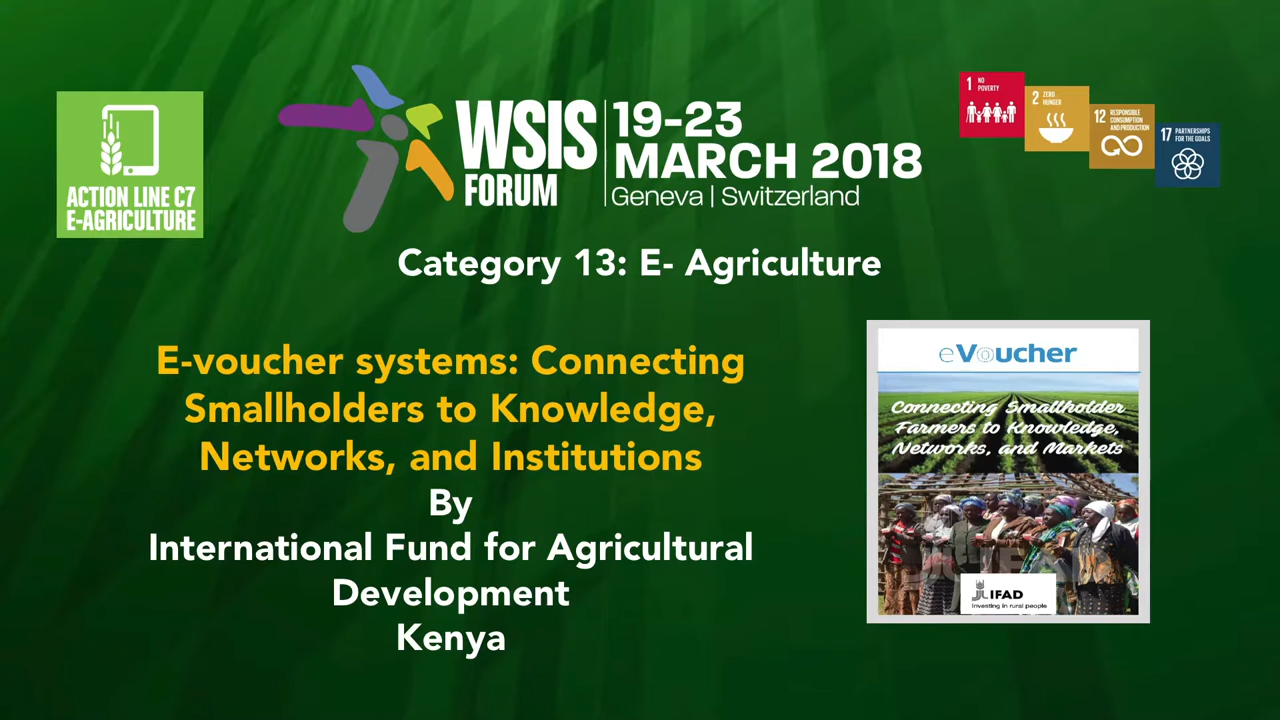 ACTION LINE C7
E-AGRICULTURE
WSIS
FORUM
19-23
MARCH 2018
Geneva | Switzerland
1 NO
POVERTY
2 ZERO
HUNGER
12 RESPONSIBLE
CONSUMPTION
AND PRODUCTION
17 PARTNERSHIPS
FOR THE GOALS
Category 13: E- Agriculture
E-voucher systems: Connecting
Smallholders to Knowledge,
Networks, and Institutions
By
International Fund for Agricultural
Development
Kenya
eVoucher
Connecting Smallholder
Farmers to Knowledge,
Networks, and Markets
IFAD
Investing in rural people